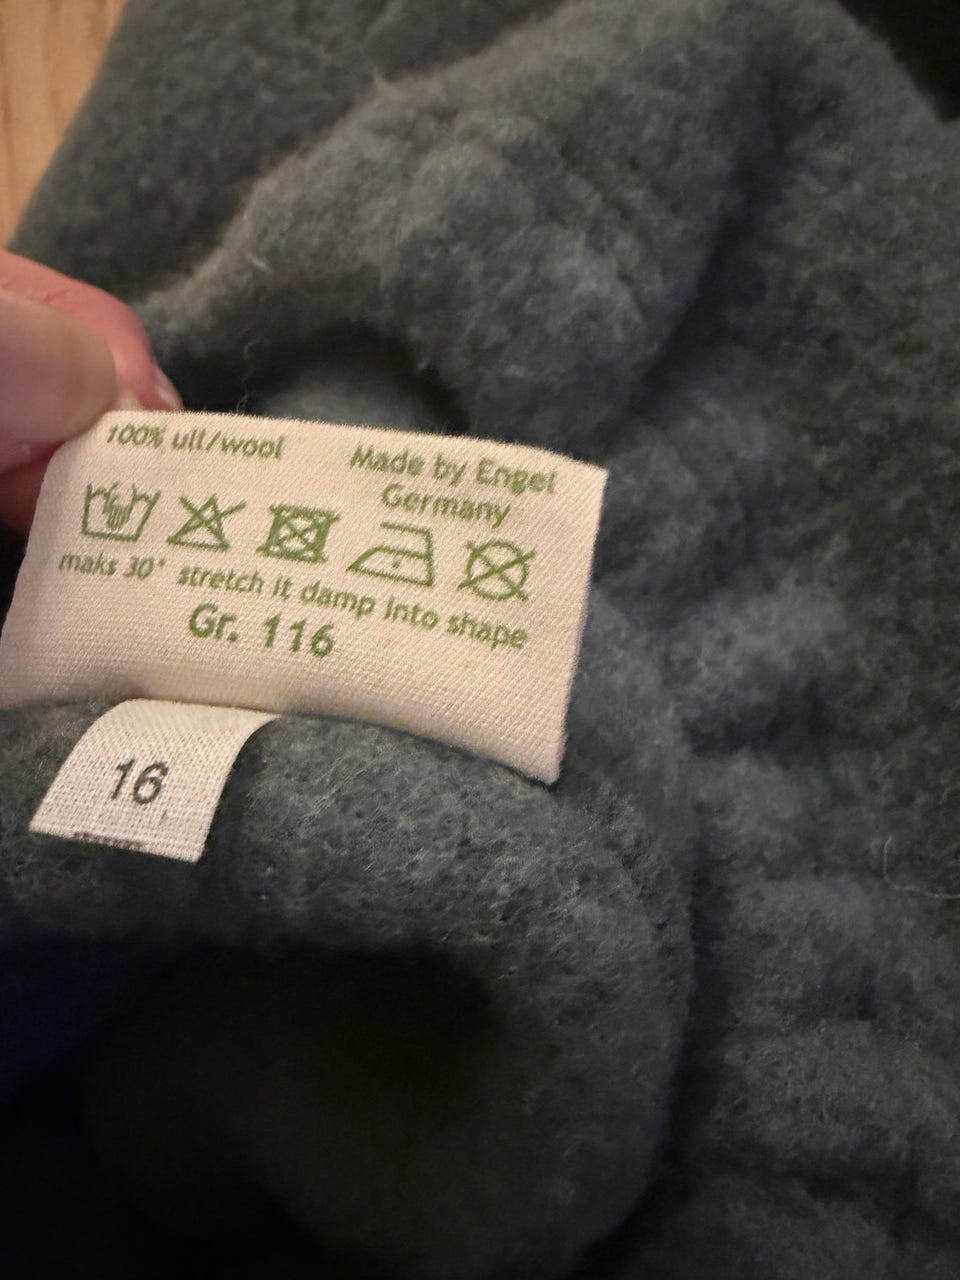 100% ull/wool
Made by Engel
Germany
maks 30° stretch it damp into shape
Gr. 116
16